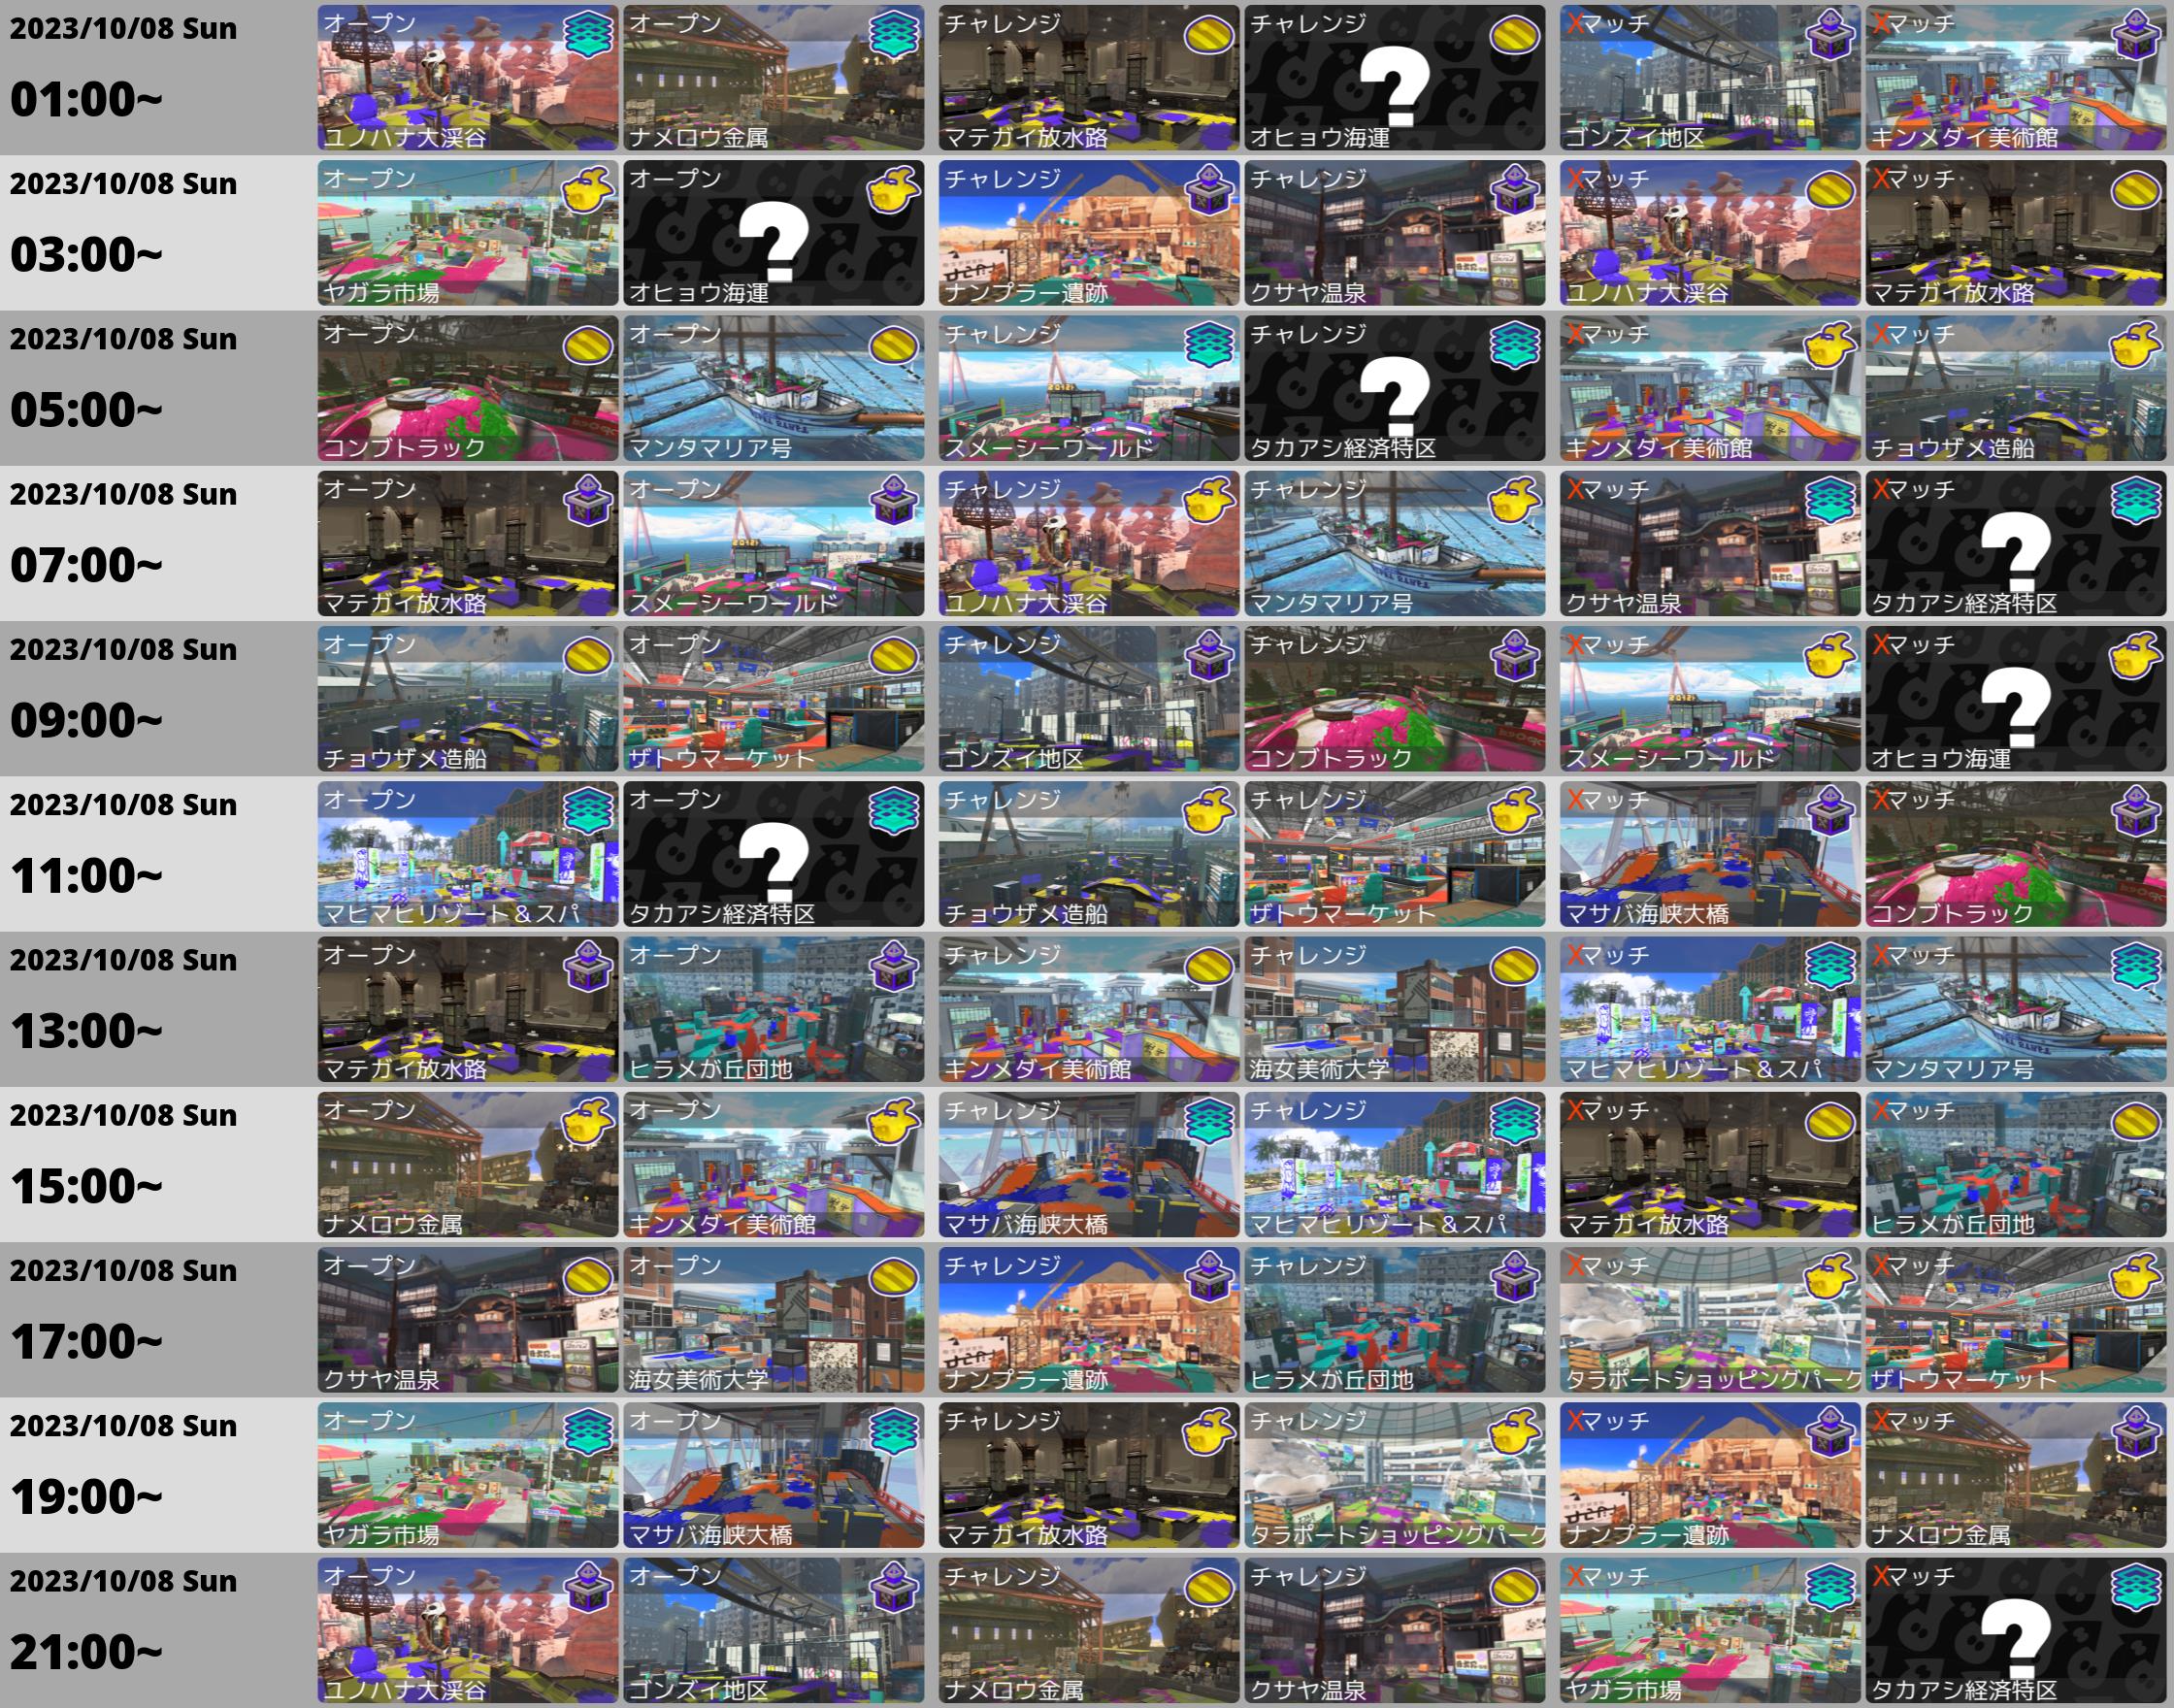 2023/10/08 Sun
01:00~
オープン
ユノハナ大渓谷
オープン
ナメロウ金属
チャレンジ
マテガイ放水路
チャレンジ
オヒョウ海運
Xマッチ
ゴンズイ地区
Xマッチ
キンメダイ美術館
2023/10/08 Sun
03:00~
オープン
ヤガラ市場
オープン
オヒョウ海運
チャレンジ
ナンプラー遺跡
チャレンジ
クサヤ温泉
Xマッチ
ユノハナ大渓谷
Xマッチ
マテガイ放水路
2023/10/08 Sun
05:00~
オープン
コンブトラック
オープン
マンタマリア号
チャレンジ
スメーシーワールド
チャレンジ
タカアシ経済特区
Xマッチ
キンメダイ美術館
Xマッチ
チョウザメ造船
2023/10/08 Sun
07:00~
オープン
マテガイ放水路
オープン
スメーシーワールド
チャレンジ
ユノハナ大渓谷
チャレンジ
マンタマリア号
Xマッチ
クサヤ温泉
Xマッチ
タカアシ経済特区
2023/10/08 Sun
09:00~
オープン
チョウザメ造船
オープン
ザトウマーケット
チャレンジ
ゴンズイ地区
チャレンジ
コンブトラック
Xマッチ
スメーシーワールド
Xマッチ
オヒョウ海運
2023/10/08 Sun
11:00~
オープン
マヒマヒリゾート＆スパ
オープン
タカアシ経済特区
チャレンジ
チョウザメ造船
チャレンジ
ザトウマーケット
Xマッチ
マサバ海峡大橋
Xマッチ
コンブトラック
2023/10/08 Sun
13:00~
オープン
マテガイ放水路
オープン
ヒラメが丘団地
チャレンジ
キンメダイ美術館
チャレンジ
海女美術大学
Xマッチ
マヒマヒリゾート＆スパ
Xマッチ
マンタマリア号
2023/10/08 Sun
15:00~
オープン
ナメロウ金属
オープン
キンメダイ美術館
チャレンジ
マサバ海峡大橋
チャレンジ
マヒマヒリゾート＆スパ
Xマッチ
マテガイ放水路
Xマッチ
ヒラメが丘団地
2023/10/08 Sun
17:00~
オープン
クサヤ温泉
オープン
海女美術大学
チャレンジ
ナンプラー遺跡
チャレンジ
ヒラメが丘団地
Xマッチ
タラポートショッピングパーク
Xマッチ
ザトウマーケット
2023/10/08 Sun
19:00~
オープン
ヤガラ市場
オープン
マサバ海峡大橋
チャレンジ
マテガイ放水路
チャレンジ
タラポートショッピングパーク
Xマッチ
ナンプラー遺跡
Xマッチ
ナメロウ金属
2023/10/08 Sun
21:00~
オープン
ユノハナ大渓谷
オープン
ゴンズイ地区
チャレンジ
ナメロウ金属
チャレンジ
クサヤ温泉
Xマッチ
ヤガラ市場
Xマッチ
タカアシ経済特区